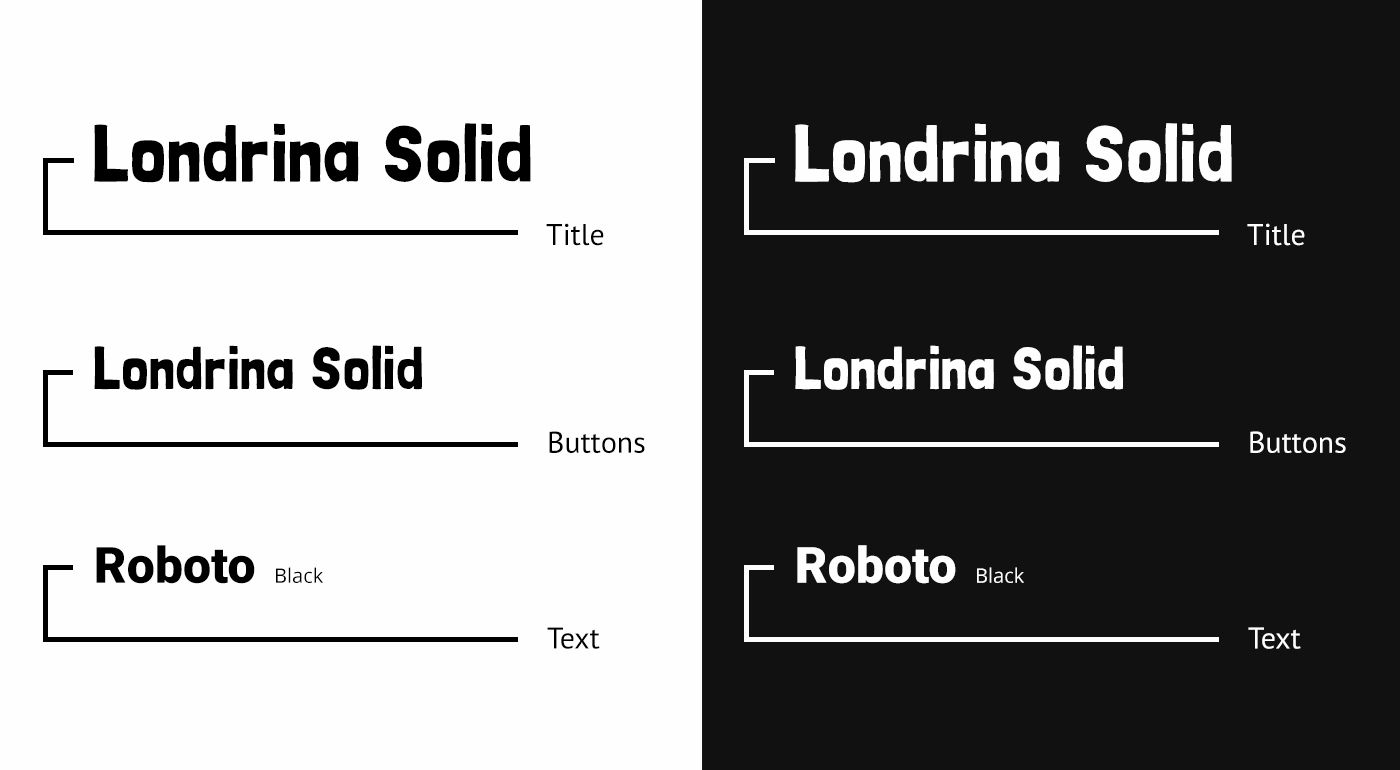 Londrina Solid
Title
Londrina Solid
Buttons
Roboto Black
Text
Londrina Solid
Title
Londrina Solid
Buttons
Roboto Black
Text